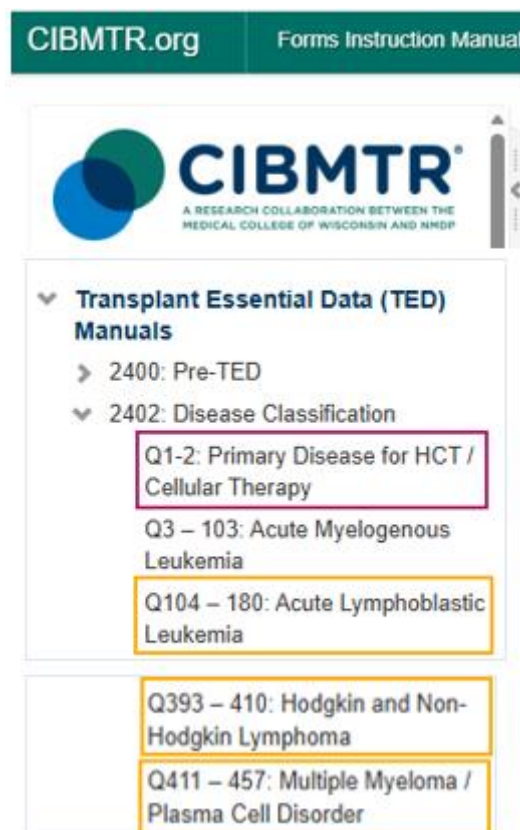 CIBMTR.org Forms Instruction Manual
CIBMTR®
A RESEARCH COLLABORATION BETWEEN THE
MEDICAL COLLEGE OF WISCONSIN AND NMDP
Transplant Essential Data (TED)
Manuals
2400: Pre-TED
2402: Disease Classification
Q1-2: Primary Disease for HCT /
Cellular Therapy
Q3 – 103: Acute Myelogenous
Leukemia
Q104 – 180: Acute Lymphoblastic
Leukemia
Q393 – 410: Hodgkin and Non-
Hodgkin Lymphoma
Q411 – 457: Multiple Myeloma /
Plasma Cell Disorder